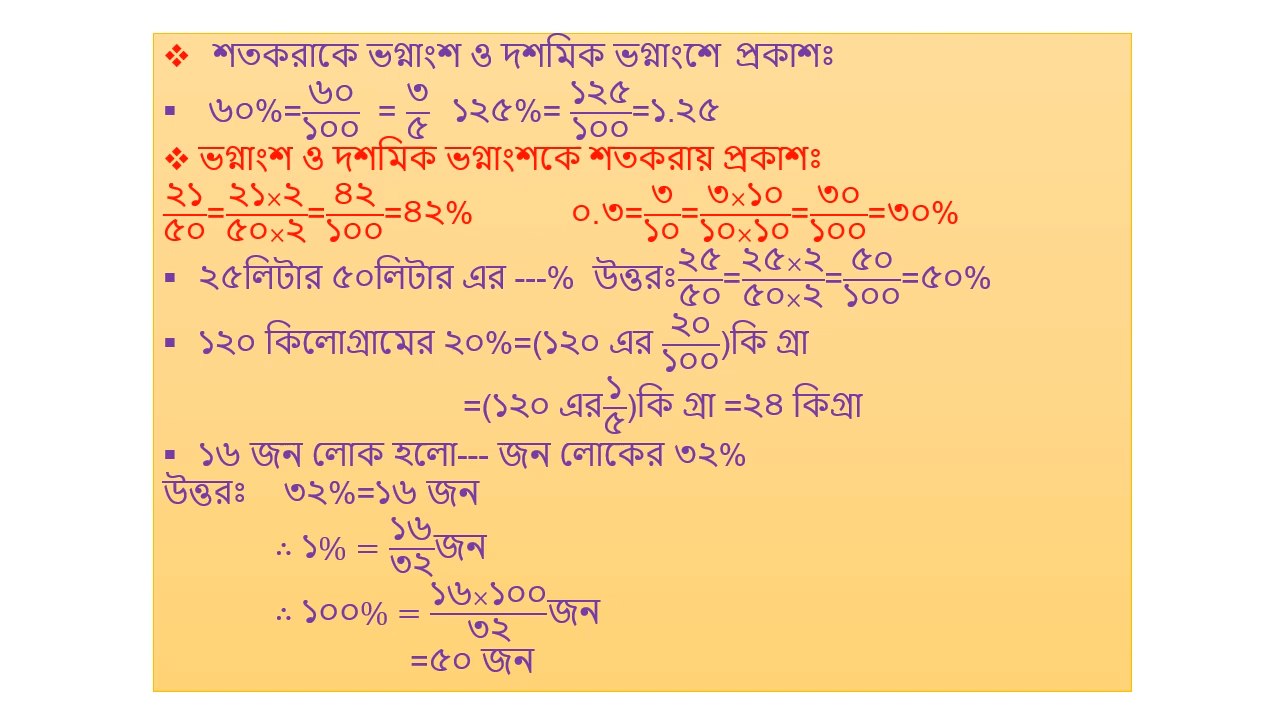 ❖ শতকরাকে ভগ্নাংশ ও দশমিক ভগ্নাংশে প্রকাশঃ
▪ ৬০%=৬০/১০০ = ৩/৫ ১২৫%= ১২৫/১০০=১.২৫
❖ ভগ্নাংশ ও দশমিক ভগ্নাংশকে শতকরায় প্রকাশঃ
২১/৫০=২১×২/৫০×২=৪২/১০০=৪২% ০.৩=৩/১০=৩×১০/১০×১০=৩০/১০০=৩০%
▪ ২৫লিটার ৫০লিটার এর ---% উত্তরঃ২৫/৫০=২৫×২/৫০×২=৫০/১০০=৫০%
▪ ১২০ কিলোগ্রামের ২০%=(১২০ এর ২০/১০০)কি গ্রা
=(১২০ এর১/৫)কি গ্রা =২৪ কিগ্রা
▪ ১৬ জন লোক হলো--- জন লোকের ৩২%
উত্তরঃ ৩২%=১৬ জন
∴ ১% = ১৬/৩২জন
∴ ১০০% = ১৬×১০০/৩২জন
=৫০ জন